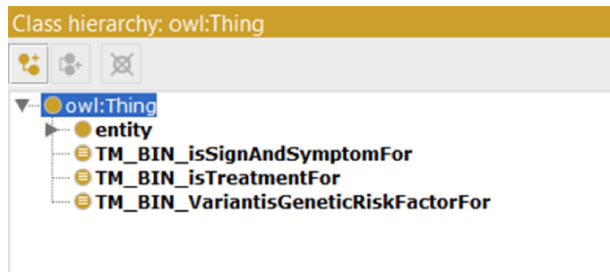 Class hierarchy: owl:Thing
owl:Thing
entity
TM_BIN_isSignAndSymptomFor
TM_BIN_isTreatmentFor
TM_BIN_VariantisGeneticRiskFactorFor